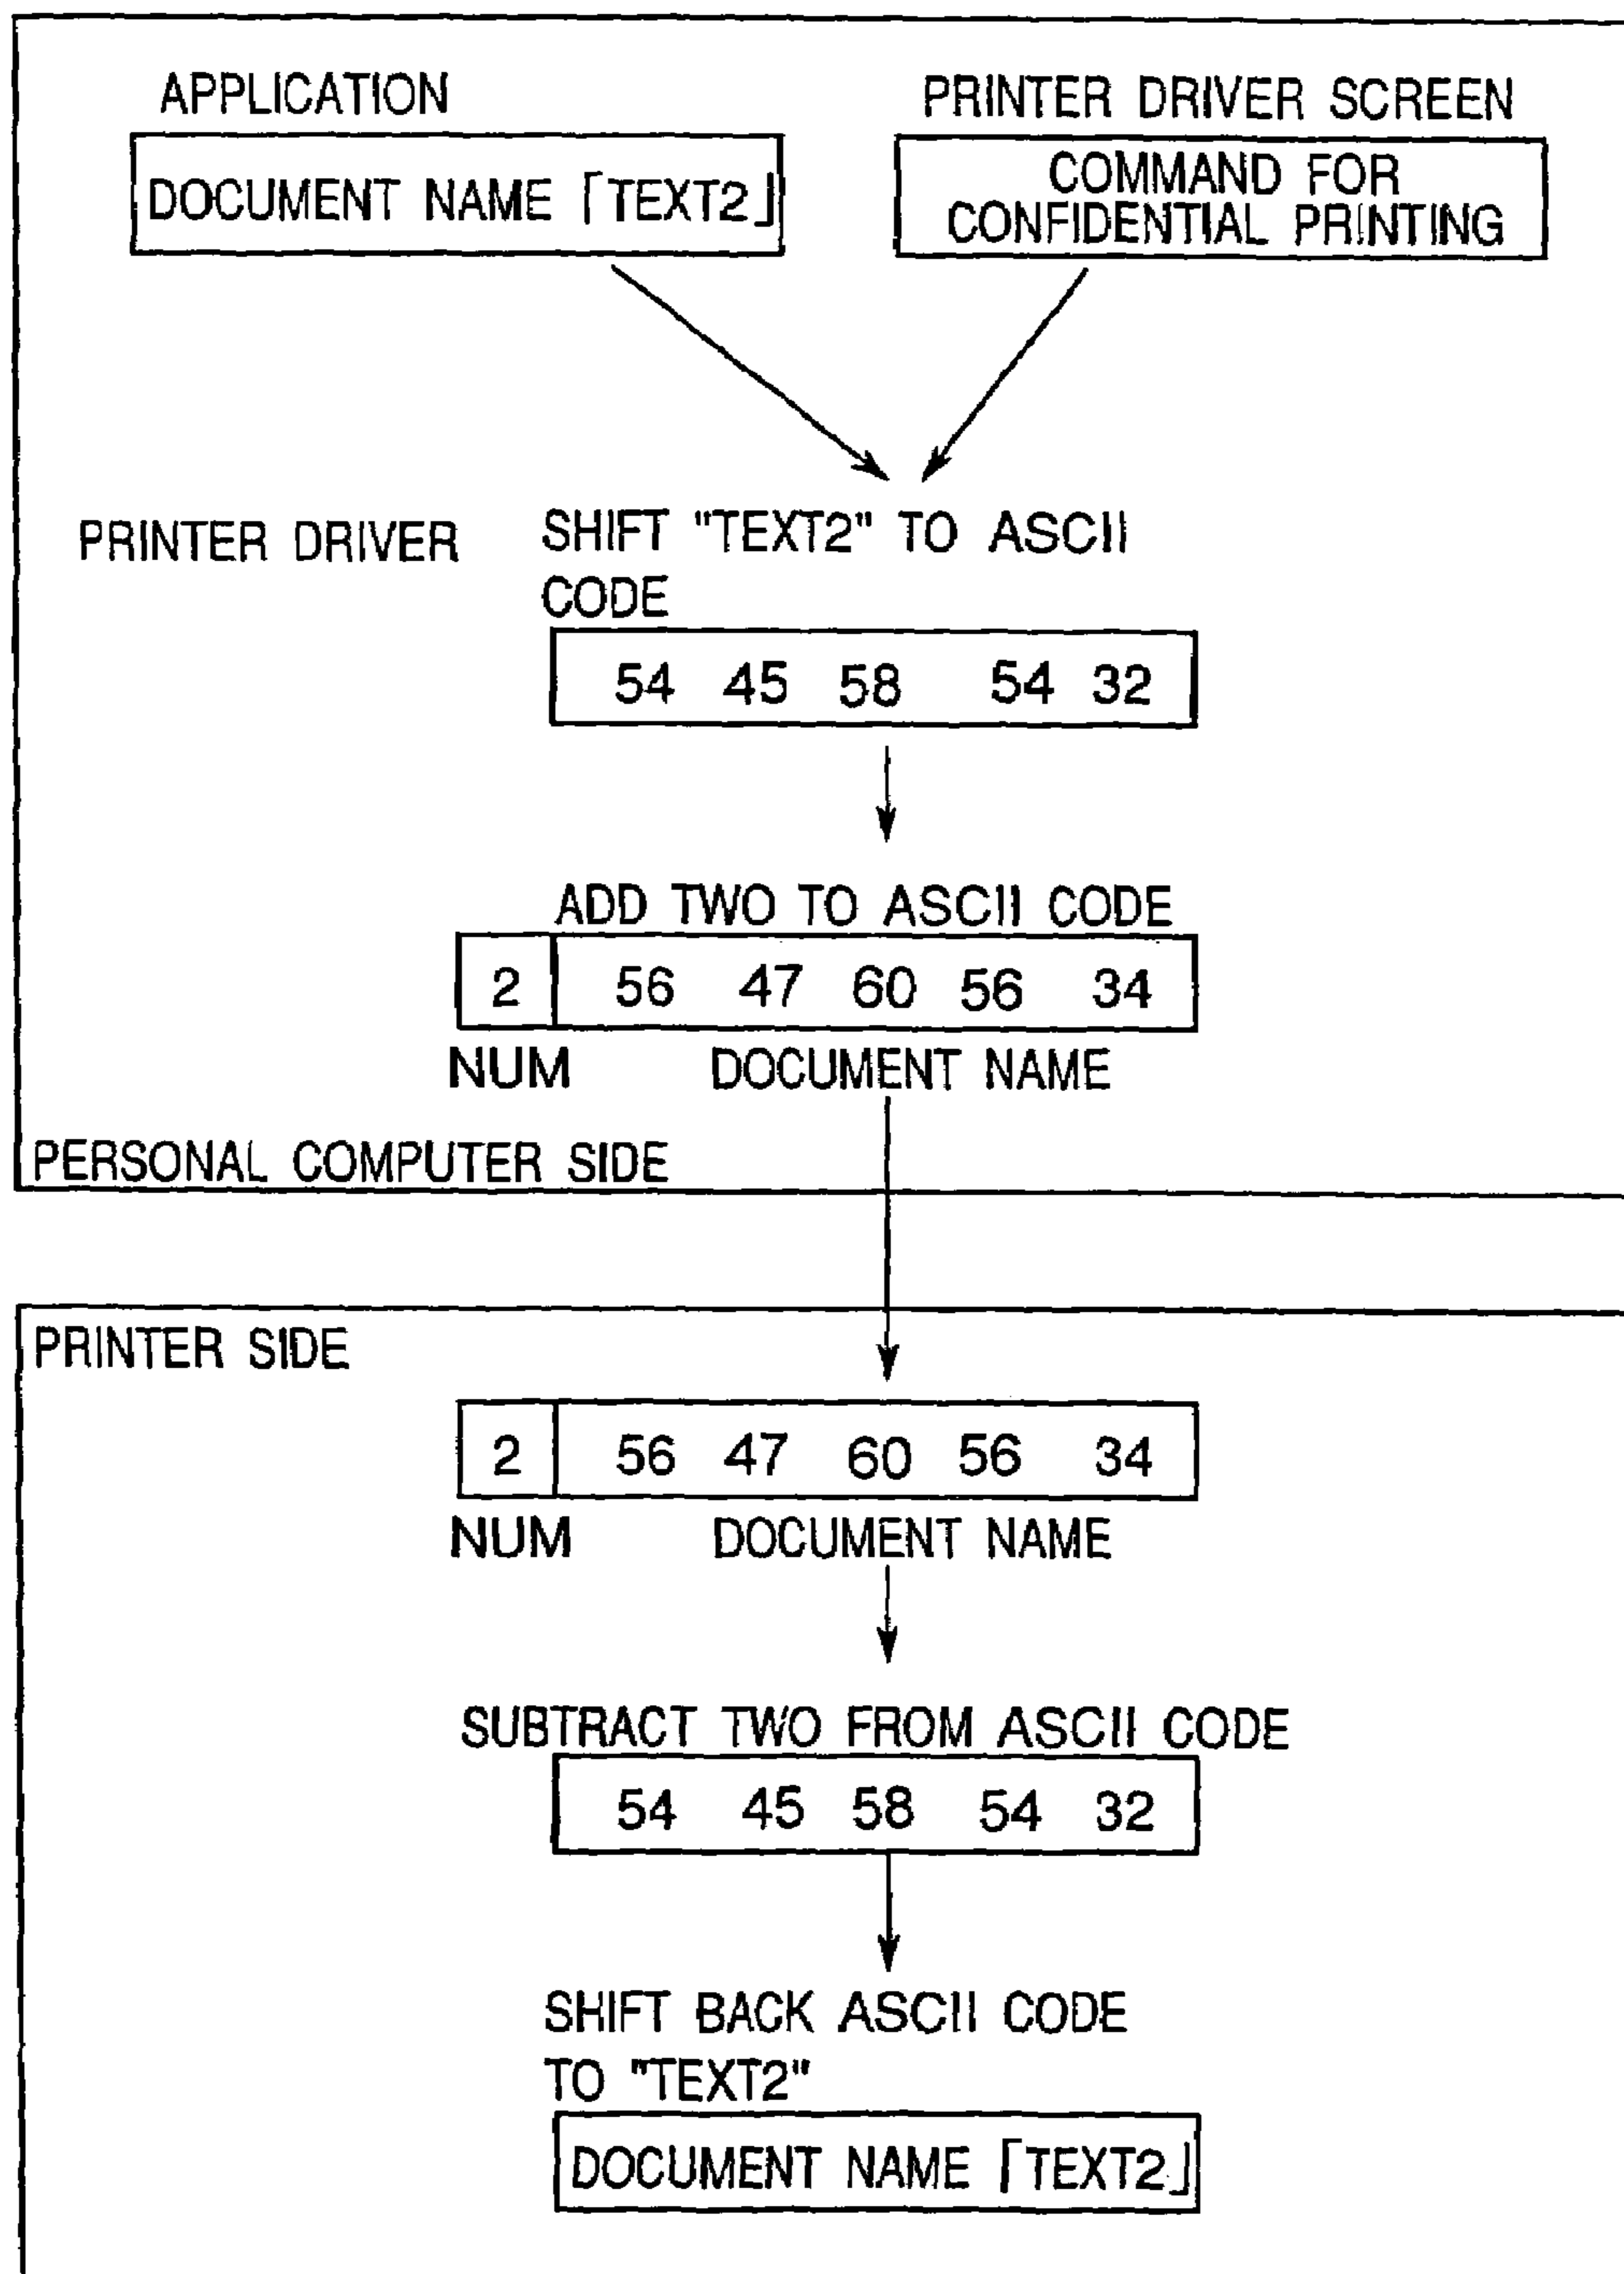 APPLICATION
DOCUMENT NAME ｢TEXT2｣
PRINTER DRIVER SCREEN
COMMAND FOR
CONFIDENTIAL PRINTING
PRINTER DRIVER
SHIFT "TEXT2" TO ASCII
CODE
54 45 58 54 32
ADD TWO TO ASCII CODE
2 56 47 60 56 34
NUM DOCUMENT NAME
PERSONAL COMPUTER SIDE
PRINTER SIDE
2 56 47 60 56 34
NUM DOCUMENT NAME
SUBTRACT TWO FROM ASCII CODE
54 45 58 54 32
SHIFT BACK ASCII CODE
TO "TEXT2"
DOCUMENT NAME ｢TEXT2｣